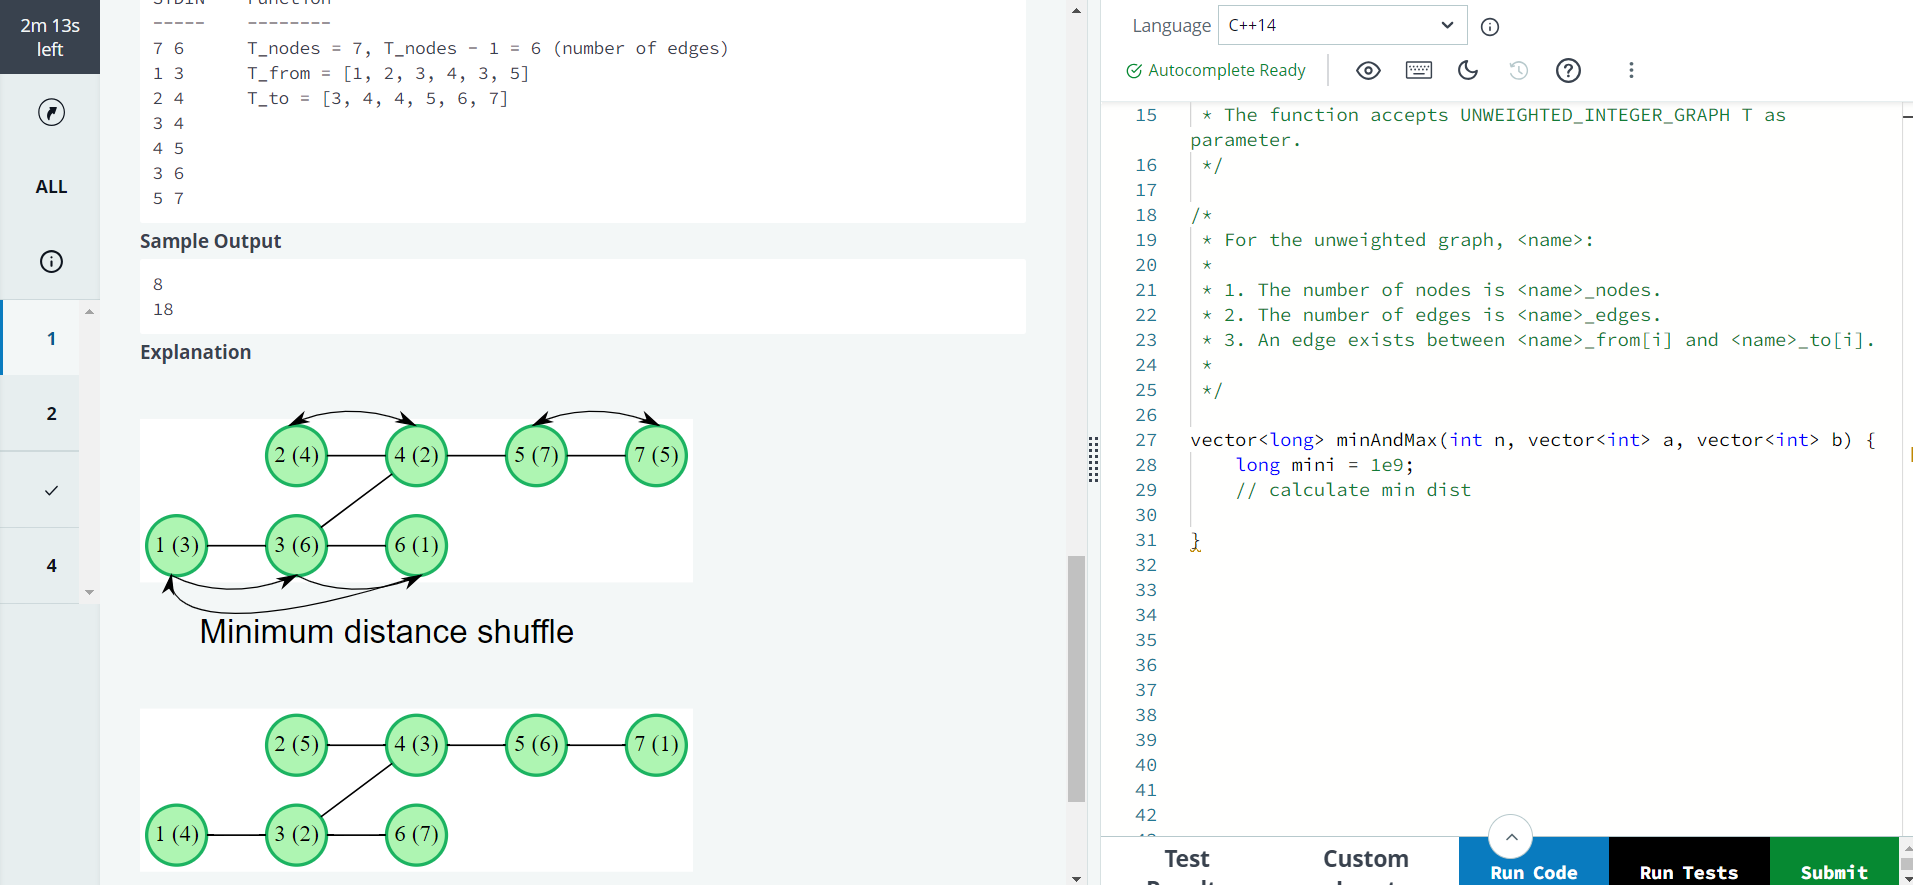 2m 13s
left
ALL
1
2
4
STDIN Function
----- --------
7 6 T_nodes = 7, T_nodes - 1 = 6 (number of edges)
1 3 T_from = [1, 2, 3, 4, 3, 5]
2 4 T_to = [3, 4, 4, 5, 6, 7]
3 4
4 5
3 6
5 7
Sample Output
8
18
Explanation
2 (4) 4 (2) 5 (7) 7 (5)
1 (3) 3 (6) 6 (1)
Minimum distance shuffle
2 (5) 4 (3) 5 (6) 7 (1)
1 (4) 3 (2) 6 (7)
Language C++14
Autocomplete Ready
15 * The function accepts UNWEIGHTED_INTEGER_GRAPH T as
parameter.
16 */
17
18 /*
19 * For the unweighted graph, <name>:
20 *
21 * 1. The number of nodes is <name>_nodes.
22 * 2. The number of edges is <name>_edges.
23 * 3. An edge exists between <name>_from[i] and <name>_to[i].
24 *
25 */
26
27 vector<long> minAndMax(int n, vector<int> a, vector<int> b) {
28 long mini = 1e9;
29 // calculate min dist
30
31 }
32
33
34
35
36
37
38
39
40
41
42
Test Custom
Run Code Run Tests Submit